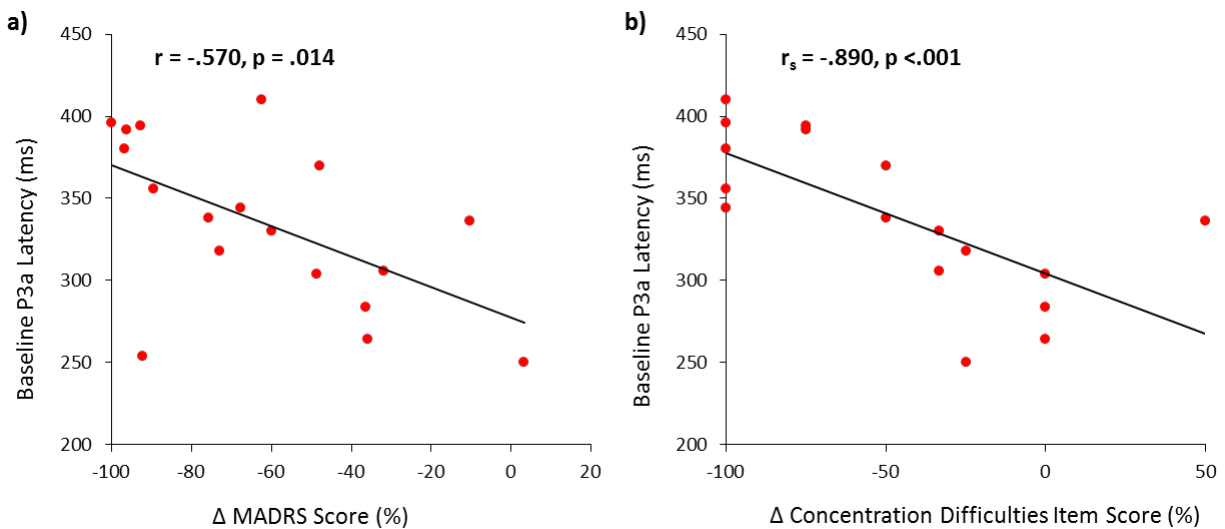 a)
r = -.570, p = .014
Baseline P3a Latency (ms)
450
400
350
300
250
200
-100
-80
-60
-40
-20
0
20
Δ MADRS Score (%)
b)
rs = -.890, p <.001
Baseline P3a Latency (ms)
450
400
350
300
250
200
-100
-50
0
50
Δ Concentration Difficulties Item Score (%)